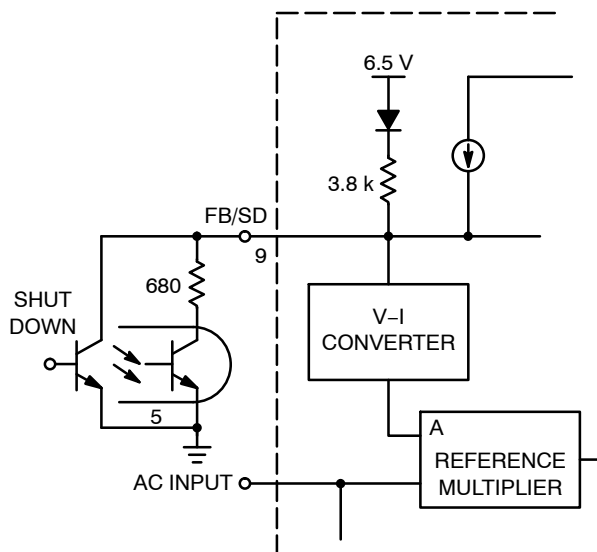 6.5 V
3.8 k
FB/SD
9
680
SHUT
DOWN
V–I
CONVERTER
5
A
REFERENCE
MULTIPLIER
AC INPUT